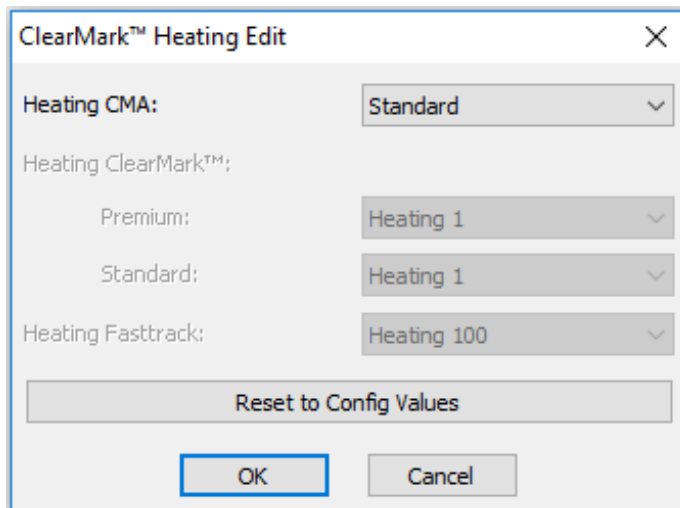 ClearMark™ Heating Edit
Heating CMA: Standard
Heating ClearMark™:
Premium: Heating 1
Standard: Heating 1
Heating Fasttrack: Heating 100
Reset to Config Values
OK Cancel